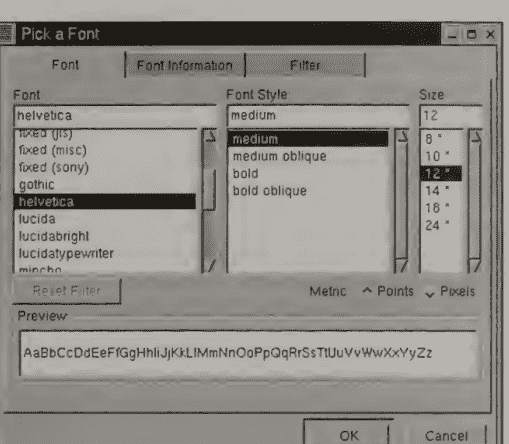 Pick a Font
Font
Font Information
Filter
Font
Font Style
Size
helvetica
medium
12
fixed (jis)
fixed (misc)
fixed (sony)
gothic
helvetica
lucida
lucidabright
lucidatypewriter
mincho
medium
medium oblique
bold
bold oblique
8 *
10 *
12 *
14 *
18 *
24 *
Reset Filter
Metric
Points
Pixels
Preview
AaBbCcDdEeFfGgHhIiJjKkLlMmNnOoPpQqRrSsTtUuVvWwXxYyZz
OK
Cancel